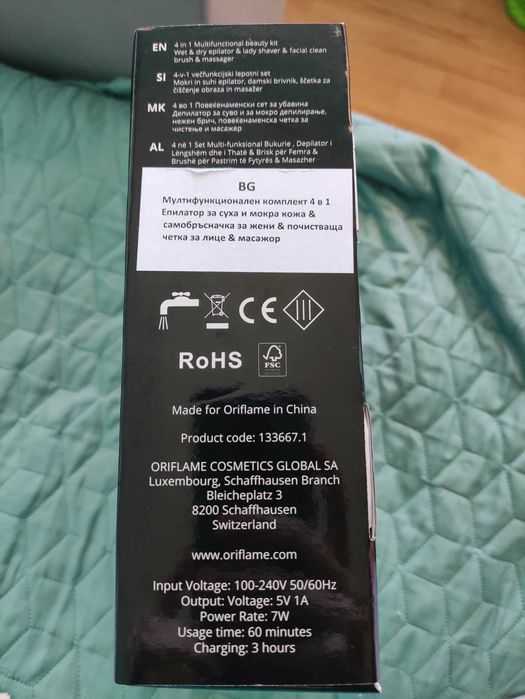 EN 4 in 1 Multifunctional beauty kit
Wet & dry epilator & lady shaver & facial clean
brush & massager
SI 4-v-1 večfunkcijski lepotni set
Mokri in suhi epilator, damski brivnik, ščetka za
čiščenje obraza in masažer
MK 4 во 1 Повеќенаменски сет за убавина
Депилатор за суво и за мокро депилирање,
нежен брич, повеќенаменска четка за
чистење и масажер
AL 4 në 1 Set Multi-funksional Bukurie , Depilator i
Lëngshëm dhe i Thatë & Brisk për Femra &
Brushë për Pastrim të Fytyrës & Masazher
BG
Мултифункционален комплект 4 в 1
Епилатор за суха и мокра кожа &
самобръсначка за жени & почистваща
четка за лице & масажор
CE
RoHS
FSC
Made for Oriflame in China
Product code: 133667.1
ORIFLAME COSMETICS GLOBAL SA
Luxembourg, Schaffhausen Branch
Bleicheplatz 3
8200 Schaffhausen
Switzerland
www.oriflame.com
Input Voltage: 100-240V 50/60Hz
Output: Voltage: 5V 1A
Power Rate: 7W
Usage time: 60 minutes
Charging: 3 hours